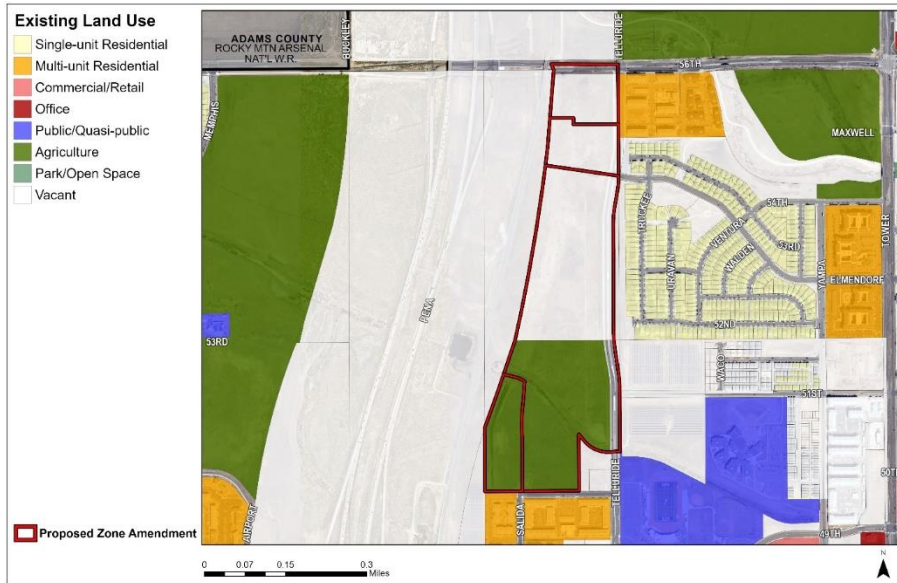 Existing Land Use
Single-unit Residential
Multi-unit Residential
Commercial/Retail
Office
Public/Quasi-public
Agriculture
Park/Open Space
Vacant
Proposed Zone Amendment
ADAMS COUNTY
ROCKY MTN ARSENAL
NAT'L W.R.
BUCKLEY
TELLURIDE
56TH
MEMPHIS
MAXWELL
TRUCKEE
54TH
VENTURA
53RD
WALDEN
URAVAN
YAMPA
TOWER
ELMENDORF
PENA
53RD
52ND
WACO
51ST
TELLURIDE
50TH
SALIDA
AIRPORT
49TH
0 0.07 0.15 0.3
Miles
N